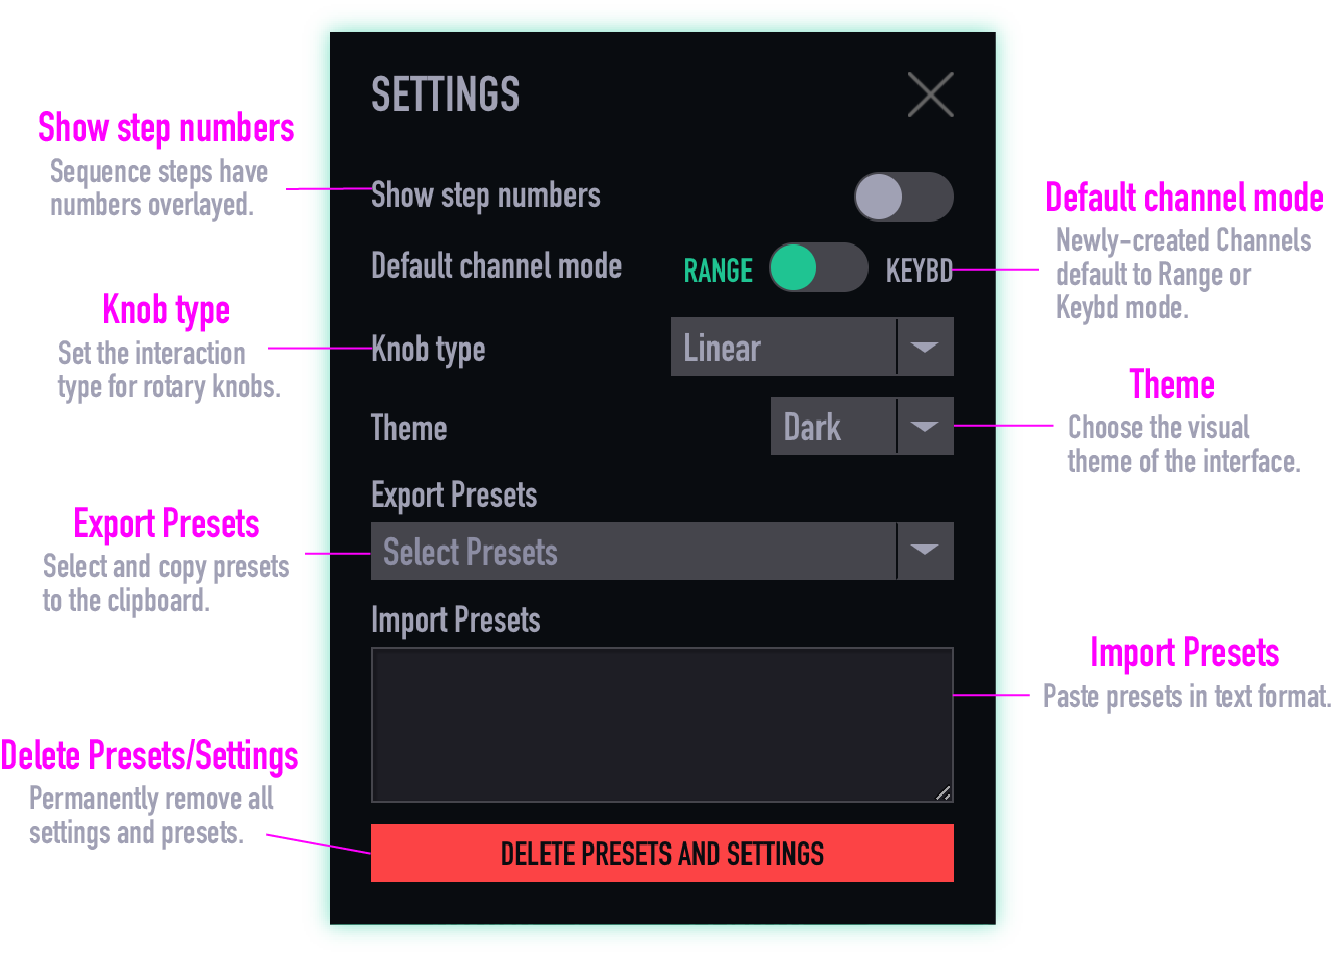 SETTINGS
Show step numbers
Sequence steps have
numbers overlayed.
Show step numbers
Default channel mode
Newly-created Channels
default to Range or
Keybd mode.
Default channel mode
RANGE
KEYBD
Knob type
Set the interaction
type for rotary knobs.
Knob type
Linear
Theme
Choose the visual
theme of the interface.
Theme
Dark
Export Presets
Select and copy presets
to the clipboard.
Export Presets
Select Presets
Import Presets
Import Presets
Paste presets in text format.
Delete Presets/Settings
Permanently remove all
settings and presets.
DELETE PRESETS AND SETTINGS